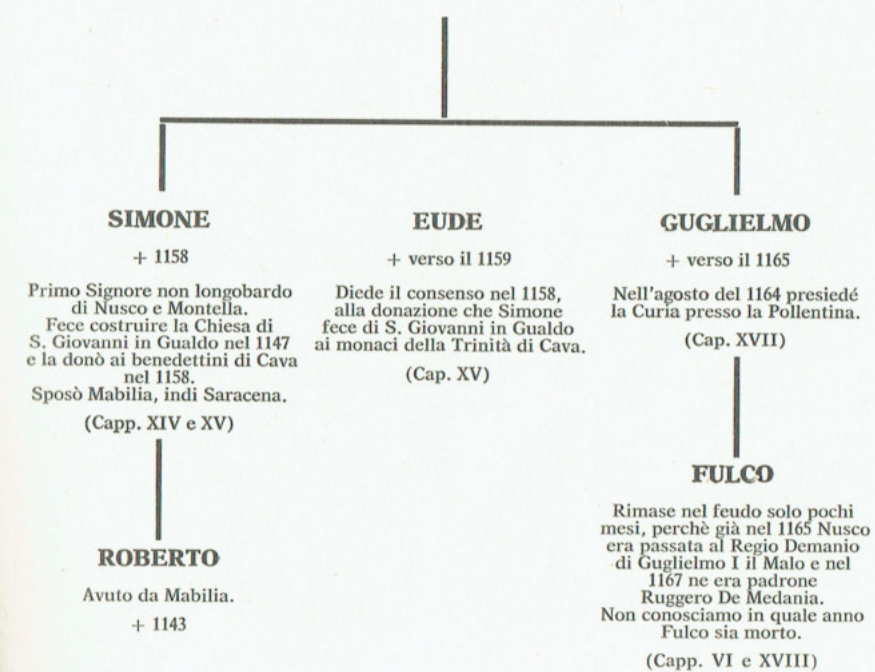 SIMONE
+ 1158
Primo Signore non longobardo
di Nusco e Montella.
Fece costruire la Chiesa di
S. Giovanni in Gualdo nel 1147
e la donò ai benedettini di Cava
nel 1158.
Sposò Mabilia, indi Saracena.
(Capp. XIV e XV)
ROBERTO
Avuto da Mabilia.
+ 1143
EUDE
+ verso il 1159
Diede il consenso nel 1158,
alla donazione che Simone
fece di S. Giovanni in Gualdo
ai monaci della Trinità di Cava.
(Cap. XV)
GUGLIELMO
+ verso il 1165
Nell'agosto del 1164 presiedé
la Curia presso la Pollentina.
(Cap. XVII)
FULCO
Rimase nel feudo solo pochi
mesi, perchè già nel 1165 Nusco
era passata al Regio Demanio
di Guglielmo I il Malo e nel
1167 ne era padrone
Ruggero De Medania.
Non conosciamo in quale anno
Fulco sia morto.
(Capp. VI e XVIII)